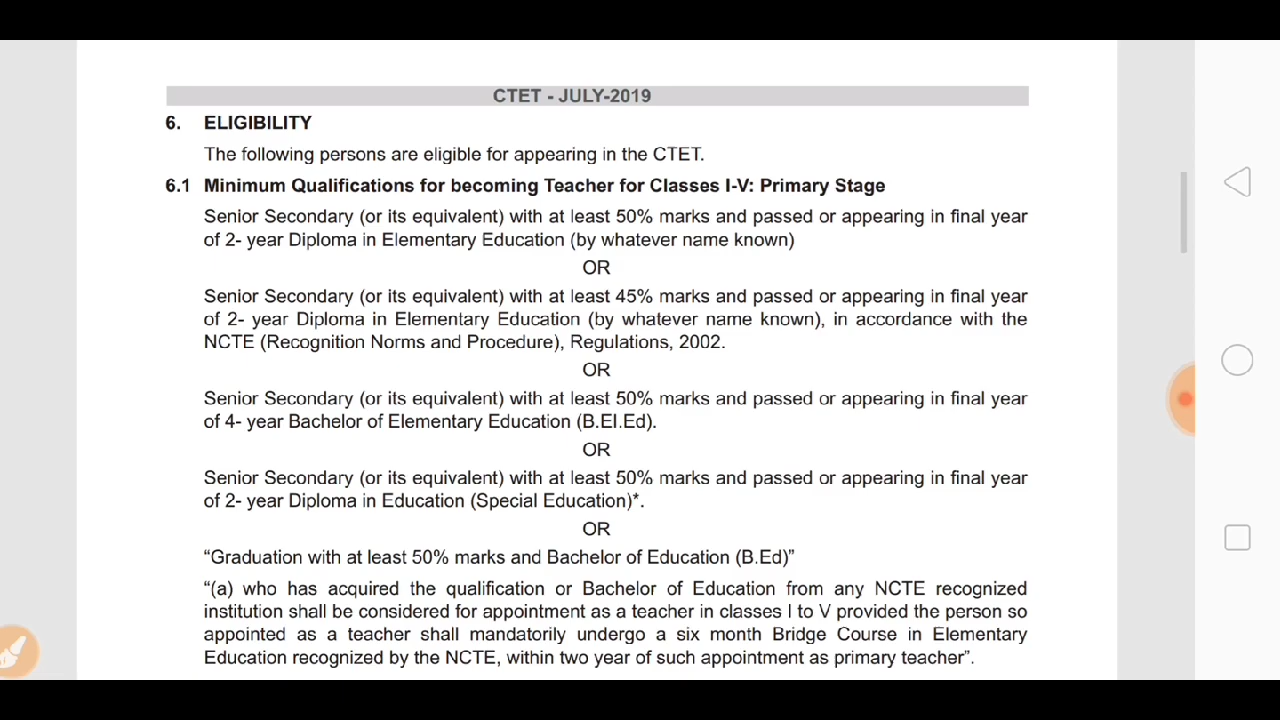 CTET - JULY-2019
6. ELIGIBILITY
The following persons are eligible for appearing in the CTET.
6.1 Minimum Qualifications for becoming Teacher for Classes I-V: Primary Stage
Senior Secondary (or its equivalent) with at least 50% marks and passed or appearing in final year
of 2- year Diploma in Elementary Education (by whatever name known)
OR
Senior Secondary (or its equivalent) with at least 45% marks and passed or appearing in final year
of 2- year Diploma in Elementary Education (by whatever name known), in accordance with the
NCTE (Recognition Norms and Procedure), Regulations, 2002.
OR
Senior Secondary (or its equivalent) with at least 50% marks and passed or appearing in final year
of 4- year Bachelor of Elementary Education (B.El.Ed).
OR
Senior Secondary (or its equivalent) with at least 50% marks and passed or appearing in final year
of 2- year Diploma in Education (Special Education)*.
OR
“Graduation with at least 50% marks and Bachelor of Education (B.Ed)”
“(a) who has acquired the qualification or Bachelor of Education from any NCTE recognized
institution shall be considered for appointment as a teacher in classes I to V provided the person so
appointed as a teacher shall mandatorily undergo a six month Bridge Course in Elementary
Education recognized by the NCTE, within two year of such appointment as primary teacher”.